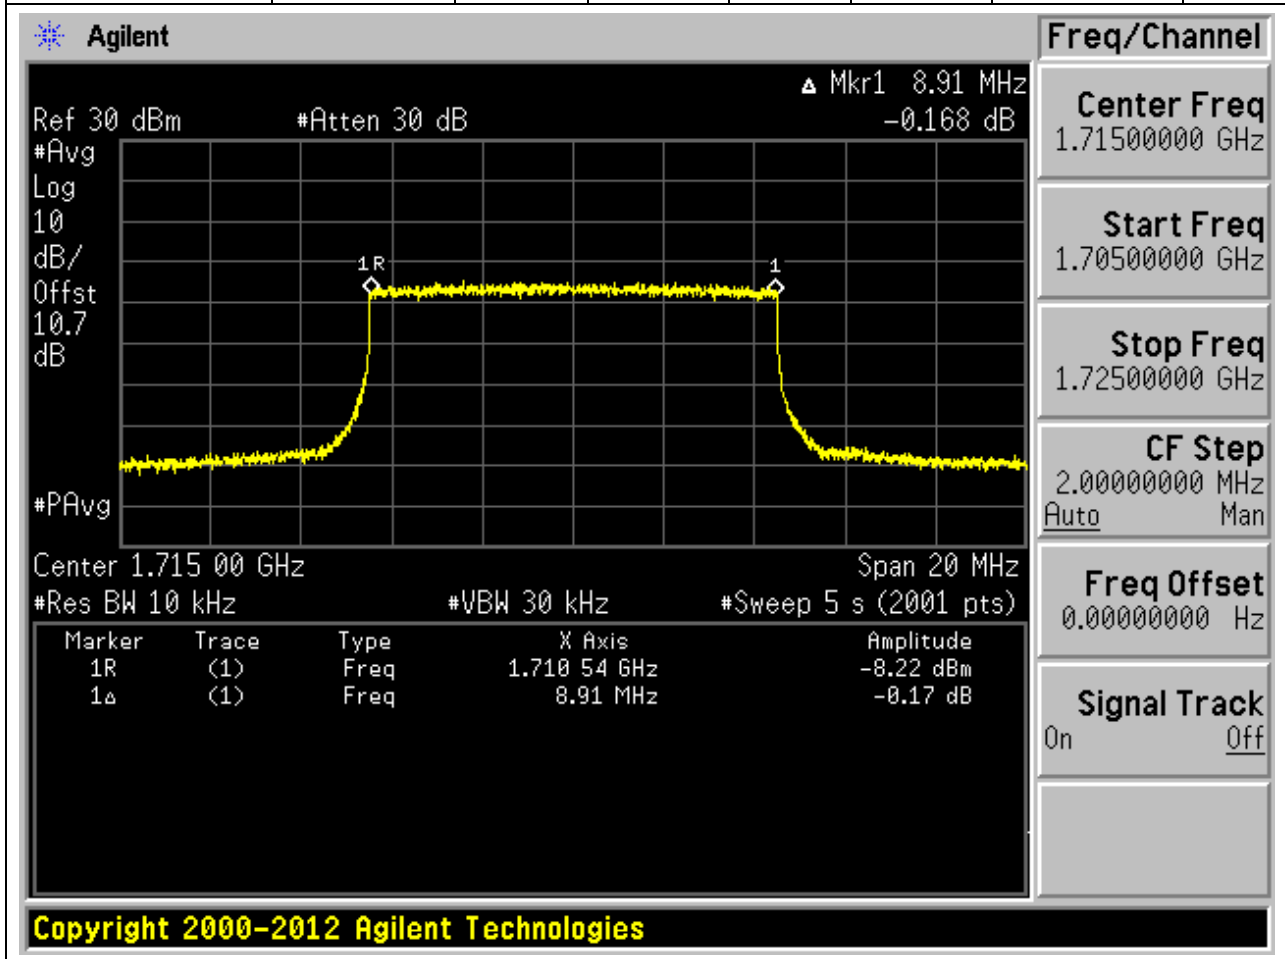 Agilent
Freq/Channel
Δ Mkr1 8.91 MHz
Ref 30 dBm #Atten 30 dB -0.168 dB
#Avg
Log
10
dB/
Offst
10.7
dB
1R
1
#PAvg
Center 1.715 00 GHz Span 20 MHz
#Res BW 10 kHz #VBW 30 kHz #Sweep 5 s (2001 pts)
Marker Trace Type X Axis Amplitude
1R (1) Freq 1.710 54 GHz -8.22 dBm
1Δ (1) Freq 8.91 MHz -0.17 dB
Center Freq
1.71500000 GHz
Start Freq
1.70500000 GHz
Stop Freq
1.72500000 GHz
CF Step
2.00000000 MHz
Auto Man
Freq Offset
0.00000000 Hz
Signal Track
On Off
Copyright 2000-2012 Agilent Technologies